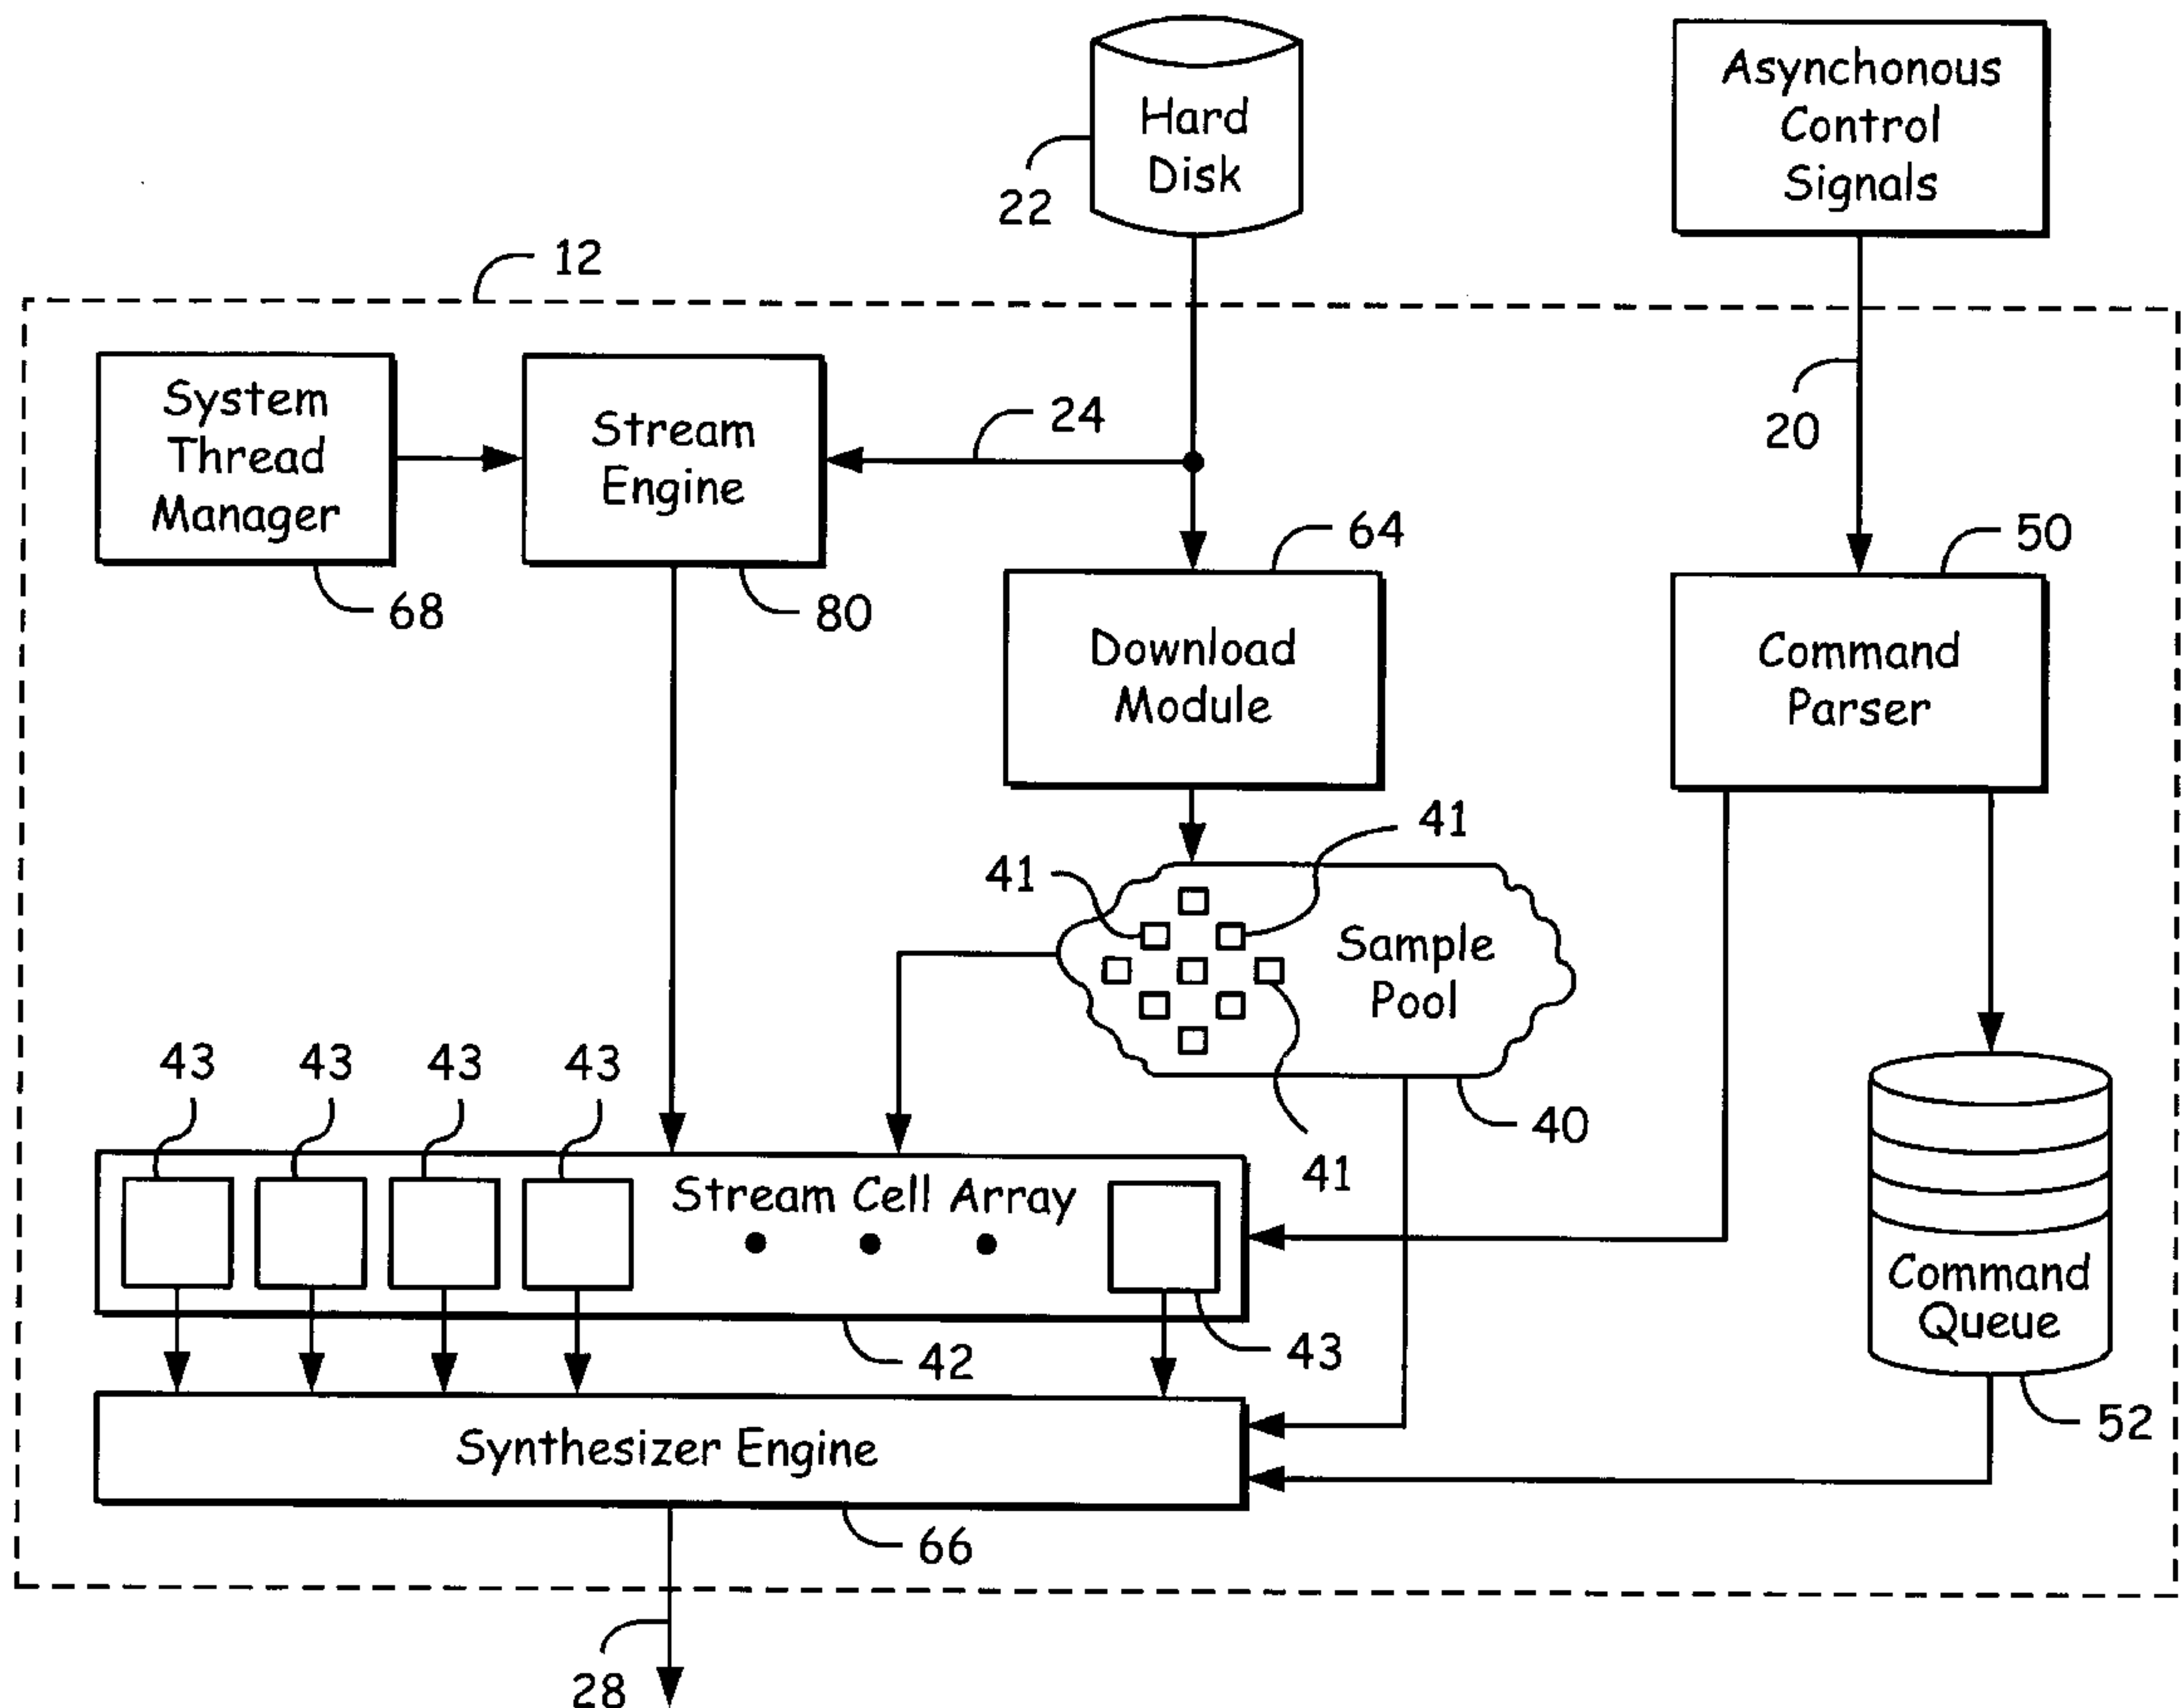 Hard
Disk
22
Asynchonous
Control
Signals
12
20
System
Thread
Manager
68
Stream
Engine
80
24
64
Download
Module
50
Command
Parser
41
41
Sample
Pool
41
40
43
43
43
43
Stream Cell Array
43
42
Command
Queue
52
Synthesizer Engine
66
28